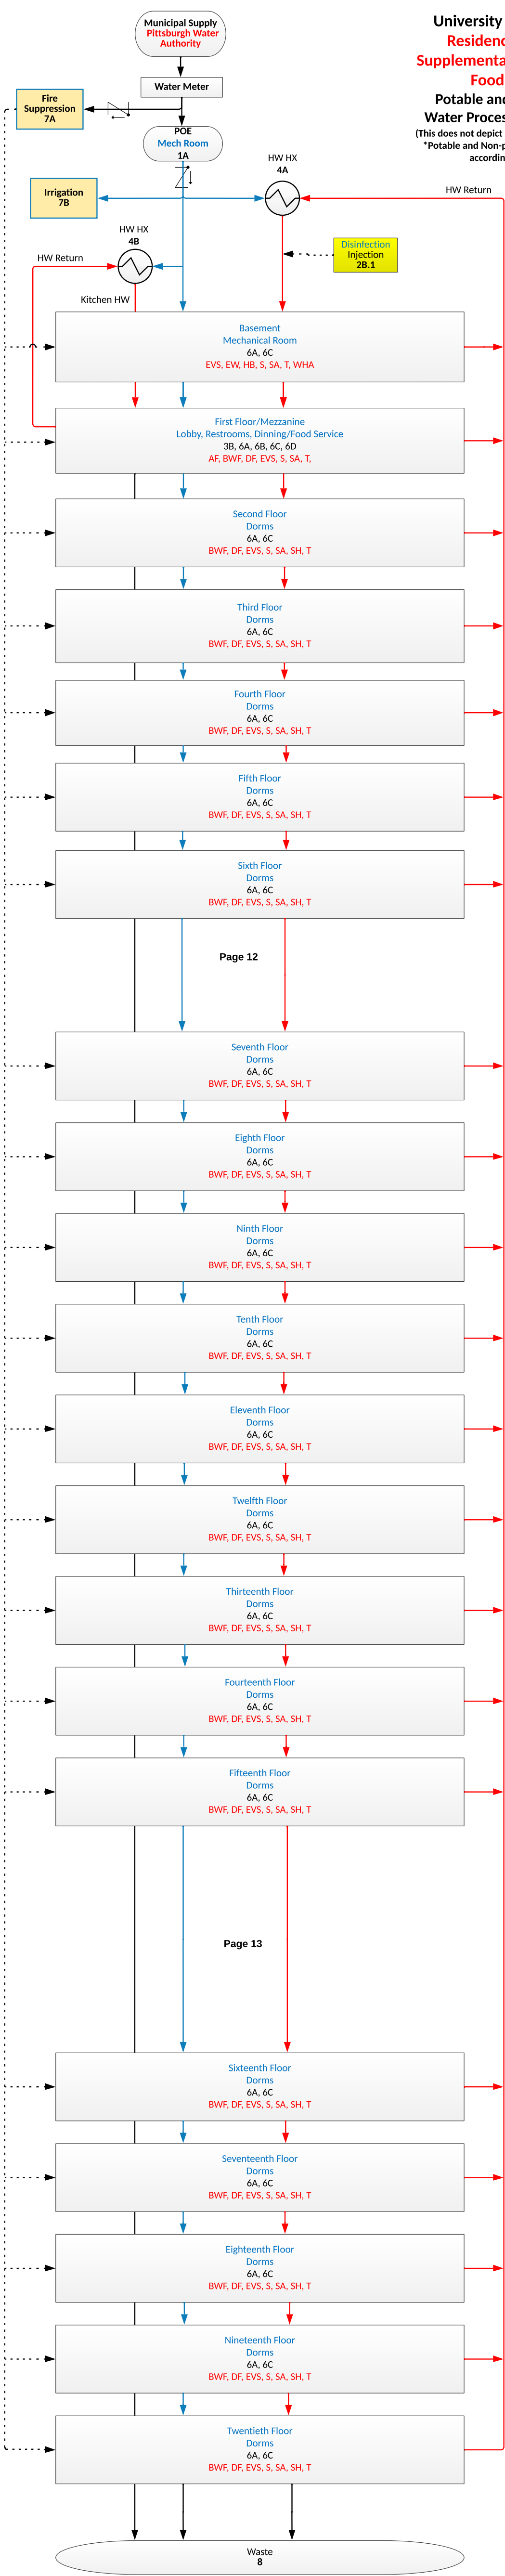 University
Residenc
Supplementa
Food
Potable and
Water Proces
(This does not depict
*Potable and Non-p
accordin
Municipal Supply
Pittsburgh Water
Authority
Water Meter
Fire
Suppression
7A
POE
Mech Room
1A
HW HX
4A
HW Return
Irrigation
7B
HW HX
4B
HW Return
Disinfection
Injection
2B.1
Kitchen HW
Basement
Mechanical Room
6A, 6C
EVS, EW, HB, S, SA, T, WHA
First Floor/Mezzanine
Lobby, Restrooms, Dinning/Food Service
3B, 6A, 6B, 6C, 6D
AF, BWF, DF, EVS, S, SA, T,
Second Floor
Dorms
6A, 6C
BWF, DF, EVS, S, SA, SH, T
Third Floor
Dorms
6A, 6C
BWF, DF, EVS, S, SA, SH, T
Fourth Floor
Dorms
6A, 6C
BWF, DF, EVS, S, SA, SH, T
Fifth Floor
Dorms
6A, 6C
BWF, DF, EVS, S, SA, SH, T
Sixth Floor
Dorms
6A, 6C
BWF, DF, EVS, S, SA, SH, T
Page 12
Seventh Floor
Dorms
6A, 6C
BWF, DF, EVS, S, SA, SH, T
Eighth Floor
Dorms
6A, 6C
BWF, DF, EVS, S, SA, SH, T
Ninth Floor
Dorms
6A, 6C
BWF, DF, EVS, S, SA, SH, T
Tenth Floor
Dorms
6A, 6C
BWF, DF, EVS, S, SA, SH, T
Eleventh Floor
Dorms
6A, 6C
BWF, DF, EVS, S, SA, SH, T
Twelfth Floor
Dorms
6A, 6C
BWF, DF, EVS, S, SA, SH, T
Thirteenth Floor
Dorms
6A, 6C
BWF, DF, EVS, S, SA, SH, T
Fourteenth Floor
Dorms
6A, 6C
BWF, DF, EVS, S, SA, SH, T
Fifteenth Floor
Dorms
6A, 6C
BWF, DF, EVS, S, SA, SH, T
Page 13
Sixteenth Floor
Dorms
6A, 6C
BWF, DF, EVS, S, SA, SH, T
Seventeenth Floor
Dorms
6A, 6C
BWF, DF, EVS, S, SA, SH, T
Eighteenth Floor
Dorms
6A, 6C
BWF, DF, EVS, S, SA, SH, T
Nineteenth Floor
Dorms
6A, 6C
BWF, DF, EVS, S, SA, SH, T
Twentieth Floor
Dorms
6A, 6C
BWF, DF, EVS, S, SA, SH, T
Waste
8